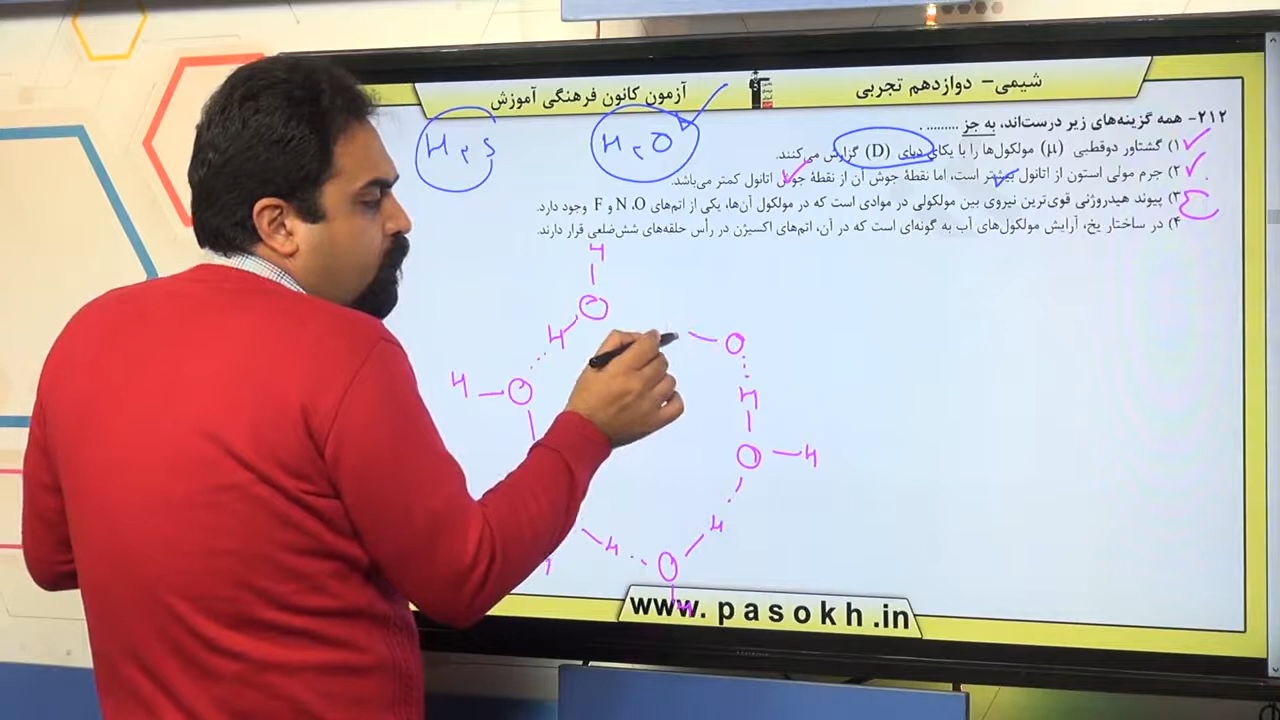 شیمی - دوازدهم تجربی
آزمون کانون فرهنگی آموزش
H۲S
H۲O
۲۱۲- همه گزینه‌های زیر درست‌اند، به جز ..........
۱) گشتاور دوقطبی (μ) مولکول‌ها را با یکای دبای (D) گزارش می‌کنند.
۲) جرم مولی استون از اتانول بیشتر است، اما نقطهٔ جوش آن از نقطهٔ جوش اتانول کمتر می‌باشد.
۳) پیوند هیدروژنی قوی‌ترین نیروی بین مولکولی در موادی است که در مولکول آن‌ها، یکی از اتم‌های N ،O و F وجود دارد.
۴) در ساختار یخ، آرایش مولکول‌های آب به گونه‌ای است که در آن، اتم‌های اکسیژن در رأس حلقه‌های شش‌ضلعی قرار دارند.
H
O
H
O
H O
H
O H
H
H O
H
www.pasokh.in